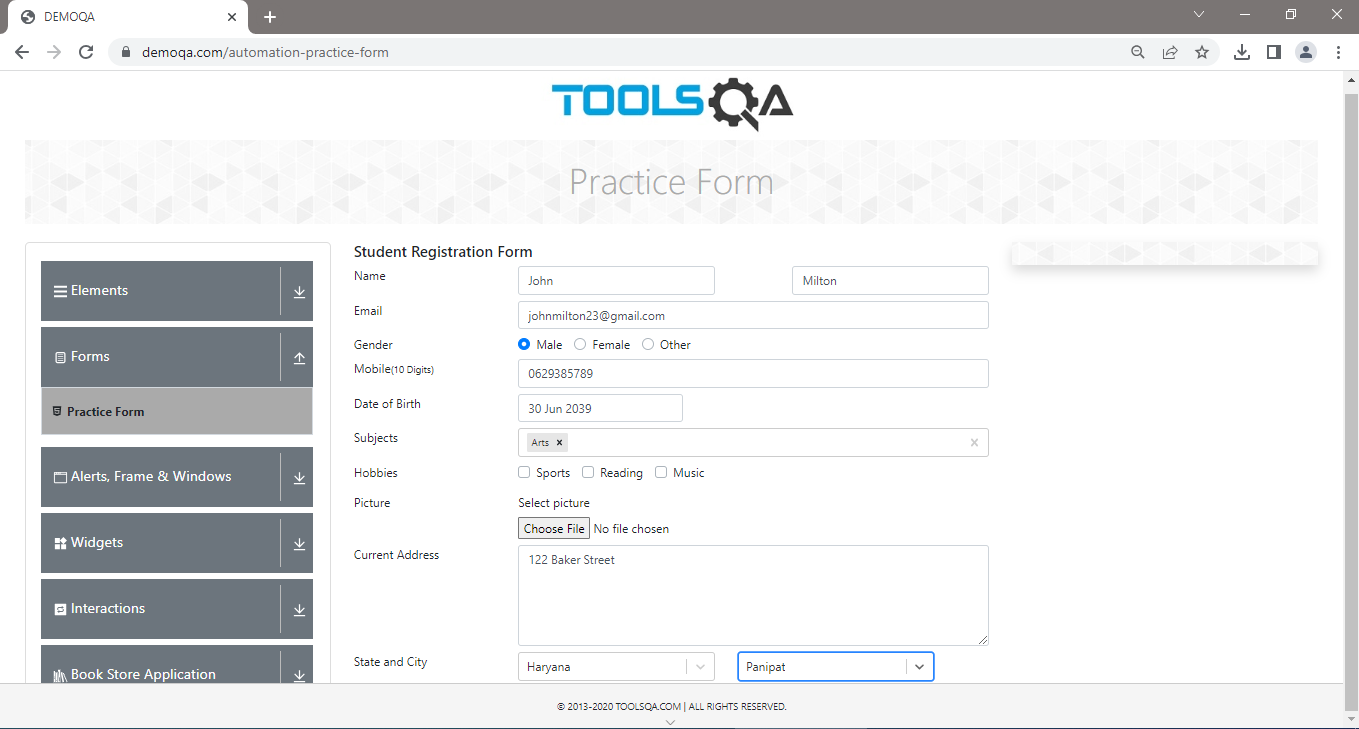 DEMOQA
demoqa.com/automation-practice-form
TOOLSQA
Practice Form
Elements
Forms
Practice Form
Alerts, Frame & Windows
Widgets
Interactions
Book Store Application
Student Registration Form
Name John Milton
Email johnmilton23@gmail.com
Gender Male Female Other
Mobile(10 Digits) 0629385789
Date of Birth 30 Jun 2039
Subjects Arts
Hobbies Sports Reading Music
Picture Select picture
Choose File No file chosen
Current Address 122 Baker Street
State and City Haryana Panipat
© 2013-2020 TOOLSQA.COM | ALL RIGHTS RESERVED.